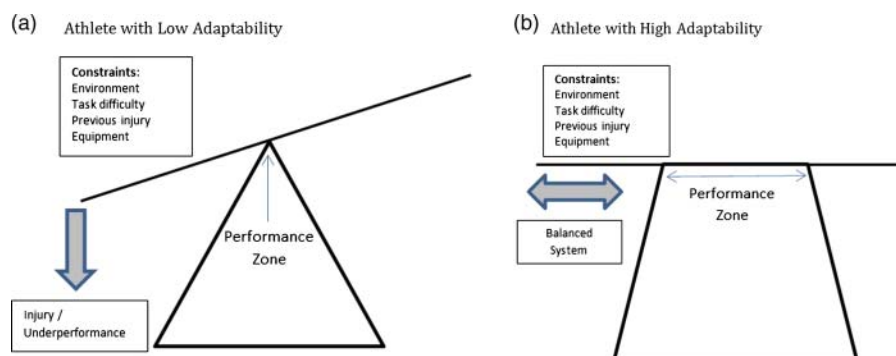 (a) Athlete with Low Adaptability
Constraints:
Environment
Task difficulty
Previous injury
Equipment
Performance
Zone
Injury /
Underperformance
(b) Athlete with High Adaptability
Constraints:
Environment
Task difficulty
Previous injury
Equipment
Performance
Zone
Balanced
System